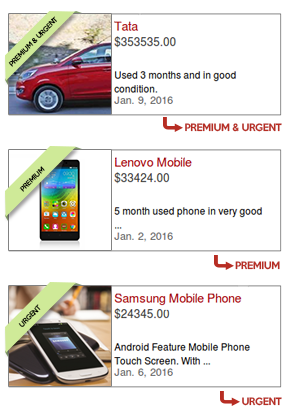 PREMIUM & URGENT
Tata
$353535.00
Used 3 months and in good
condition.
Jan. 9, 2016
PREMIUM & URGENT
PREMIUM
Lenovo Mobile
$33424.00
5 month used phone in very good
...
Jan. 2, 2016
PREMIUM
URGENT
Samsung Mobile Phone
$24345.00
Android Feature Mobile Phone
Touch Screen. With ...
Jan. 6, 2016
URGENT